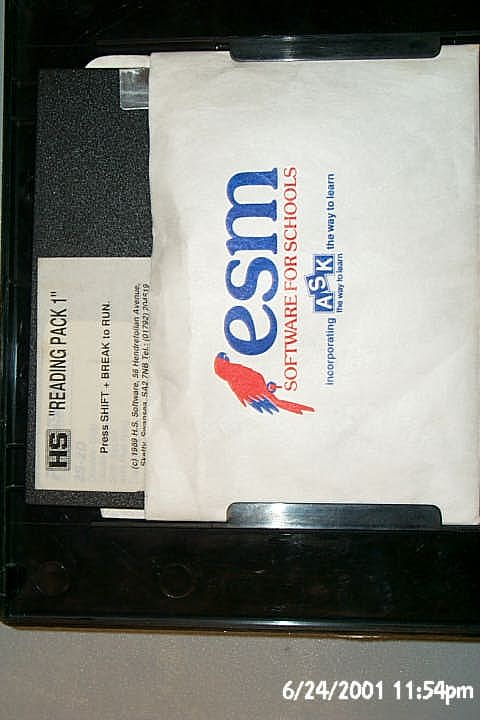 HS "READING PACK 1"
Press SHIFT + BREAK to RUN.
(c) 1989 H.S. Software, 56 Hendrefoilan Avenue,
Sketty, Swansea, SA2 7NB Tel.: (01792) 204519
esm
SOFTWARE FOR SCHOOLS
incorporating ASK the way to learn
the way to learn
6/24/2001 11:54pm